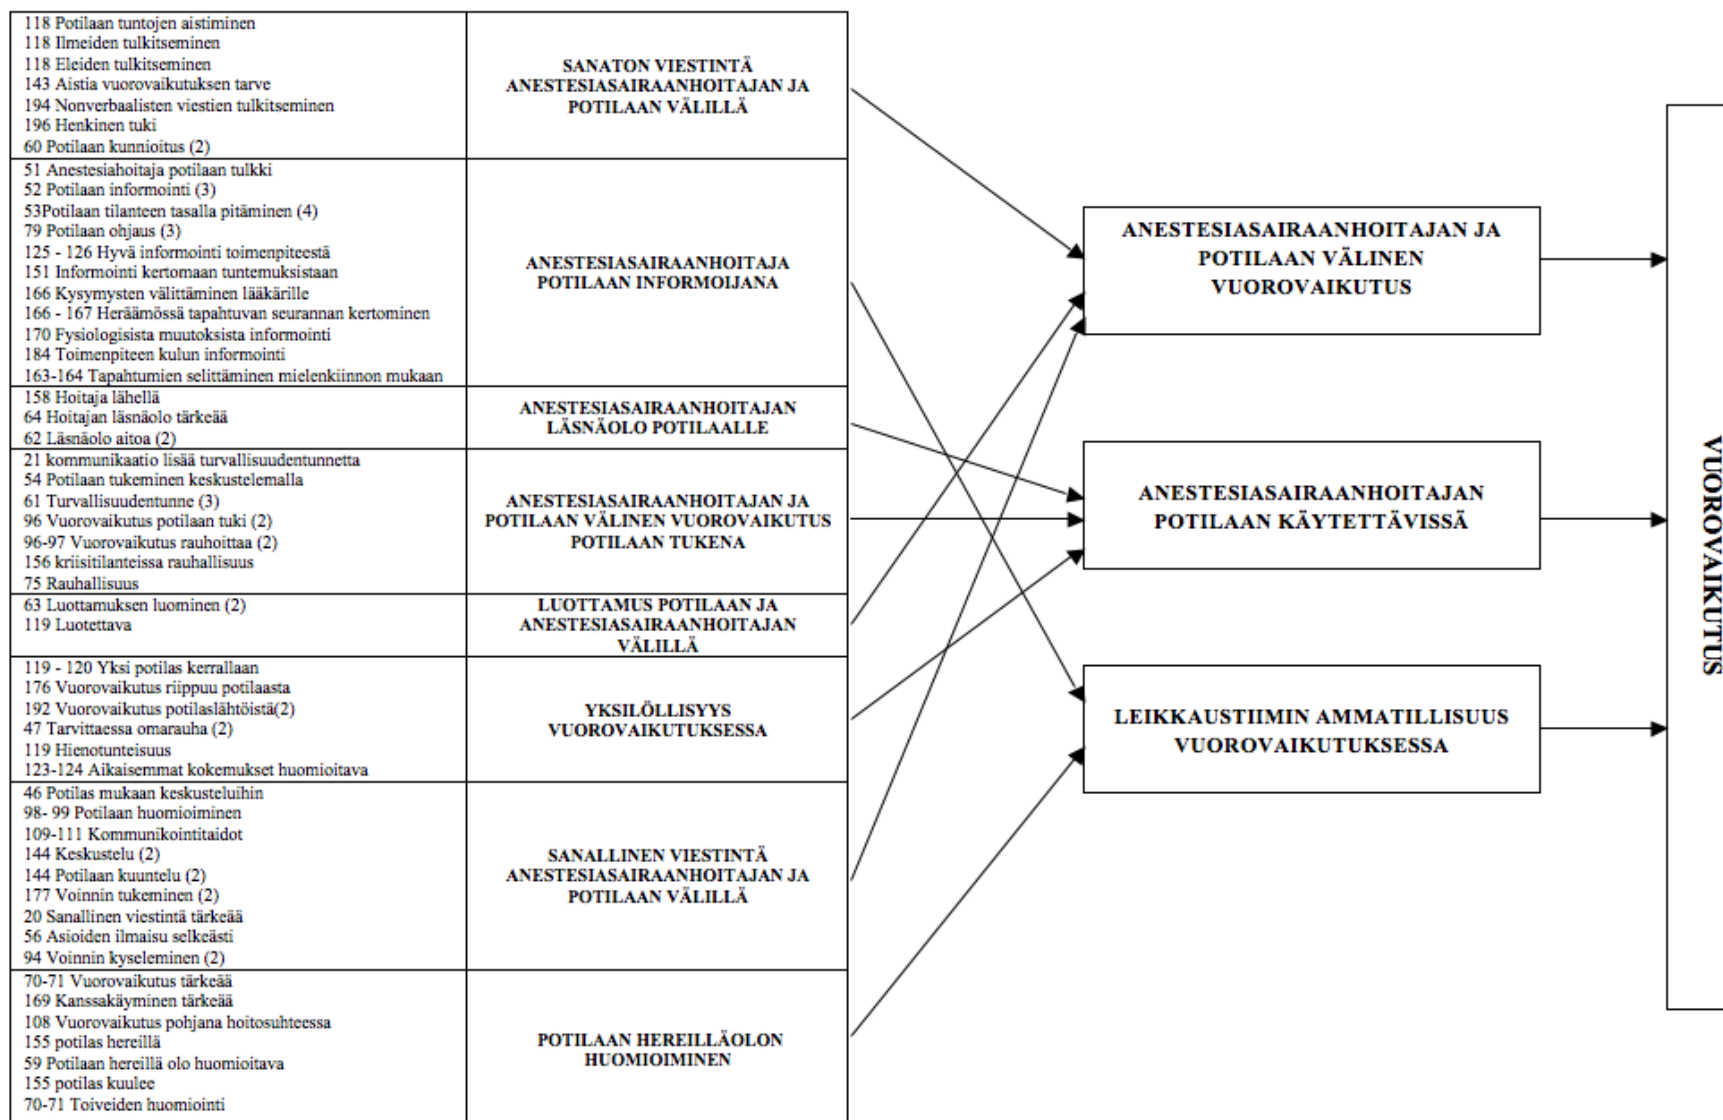 118 Potilaan tuntojen aistiminen
118 Ilmeiden tulkitseminen
118 Eleiden tulkitseminen
143 Aistia vuorovaikutuksen tarve
194 Nonverbaalisten viestien tulkitseminen
196 Henkinen tuki
60 Potilaan kunnioitus (2)
SANATON VIESTINTÄ
ANESTESIASAIRAANHOITAJAN JA
POTILAAN VÄLILLÄ
51 Anestesiahoitaja potilaan tulkki
52 Potilaan informointi (3)
53Potilaan tilanteen tasalla pitäminen (4)
79 Potilaan ohjaus (3)
125 - 126 Hyvä informointi toimenpiteestä
151 Informointi kertomaan tuntemuksistaan
166 Kysymysten välittäminen lääkärille
166 - 167 Heräämössä tapahtuvan seurannan kertominen
170 Fysiologisista muutoksista informointi
184 Toimenpiteen kulun informointi
163-164 Tapahtumien selittäminen mielenkiinnon mukaan
ANESTESIASAIRAANHOITAJA
POTILAAN INFORMOIJANA
158 Hoitaja lähellä
64 Hoitajan läsnäolo tärkeää
62 Läsnäolo aitoa (2)
ANESTESIASAIRAANHOITAJAN
LÄSNÄOLO POTILAALLE
21 kommunikaatio lisää turvallisuudentunnetta
54 Potilaan tukeminen keskustelemalla
61 Turvallisuudentunne (3)
96 Vuorovaikutus potilaan tuki (2)
96-97 Vuorovaikutus rauhoittaa (2)
156 kriisitilanteissa rauhallisuus
75 Rauhallisuus
ANESTESIASAIRAANHOITAJAN JA
POTILAAN VÄLINEN VUOROVAIKUTUS
POTILAAN TUKENA
63 Luottamuksen luominen (2)
119 Luotettava
LUOTTAMUS POTILAAN JA
ANESTESIASAIRAANHOITAJAN
VÄLILLÄ
119 - 120 Yksi potilas kerrallaan
176 Vuorovaikutus riippuu potilaasta
192 Vuorovaikutus potilaslähtöistä(2)
47 Tarvittaessa omarauha (2)
119 Hienotunteisuus
123-124 Aikaisemmat kokemukset huomioitava
YKSILÖLLISYYS
VUOROVAIKUTUKSESSA
46 Potilas mukaan keskusteluihin
98- 99 Potilaan huomioiminen
109-111 Kommunikointitaidot
144 Keskustelu (2)
144 Potilaan kuuntelu (2)
177 Voinnin tukeminen (2)
20 Sanallinen viestintä tärkeää
56 Asioiden ilmaisu selkeästi
94 Voinnin kyseleminen (2)
SANALLINEN VIESTINTÄ
ANESTESIASAIRAANHOITAJAN JA
POTILAAN VÄLILLÄ
70-71 Vuorovaikutus tärkeää
169 Kanssakäyminen tärkeää
108 Vuorovaikutus pohjana hoitosuhteessa
155 potilas hereillä
59 Potilaan hereillä olo huomioitava
155 potilas kuulee
70-71 Toiveiden huomiointi
POTILAAN HEREILLÄOLON
HUOMIOIMINEN
ANESTESIASAIRAANHOITAJAN JA
POTILAAN VÄLINEN
VUOROVAIKUTUS
ANESTESIASAIRAANHOITAJAN
POTILAAN KÄYTETTÄVISSÄ
LEIKKAUSTIIMIN AMMATILLISUUS
VUOROVAIKUTUKSESSA
VUOROVAIKUTUS